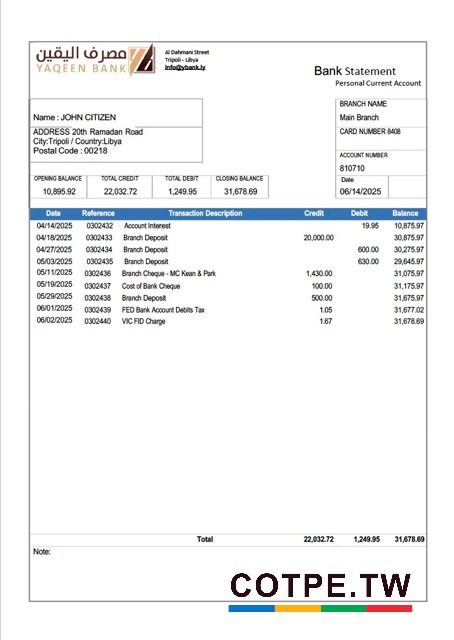 مصرف اليقين
YAQEEN BANK
Al Dahmani Street
Tripoli - Libya
info@ybank.ly
Bank Statement
Personal Current Account
Name : JOHN CITIZEN
ADDRESS 20th Ramadan Road
City:Tripoli / Country:Libya
Postal Code : 00218
BRANCH NAME
Main Branch
CARD NUMBER 8408
ACCOUNT NUMBER
810710
Date
06/14/2025
OPENING BALANCE TOTAL CREDIT TOTAL DEBIT CLOSING BALANCE
10,895.92 22,032.72 1,249.95 31,678.69
Date Reference Transaction Description Credit Debit Balance
04/14/2025 0302432 Account Interest 19.95 10,875.97
04/18/2025 0302433 Branch Deposit 20,000.00 30,875.97
04/27/2025 0302434 Branch Deposit 600.00 30,275.97
05/03/2025 0302435 Branch Deposit 630.00 29,645.97
05/11/2025 0302436 Branch Cheque - MC Kean & Park 1,430.00 31,075.97
05/19/2025 0302437 Cost of Bank Cheque 100.00 31,175.97
05/29/2025 0302438 Branch Deposit 500.00 31,675.97
06/01/2025 0302439 FED Bank Account Debits Tax 1.05 31,677.02
06/02/2025 0302440 VIC FID Charge 1.67 31,678.69
Total 22,032.72 1,249.95 31,678.69
Note:
COTPE.TW